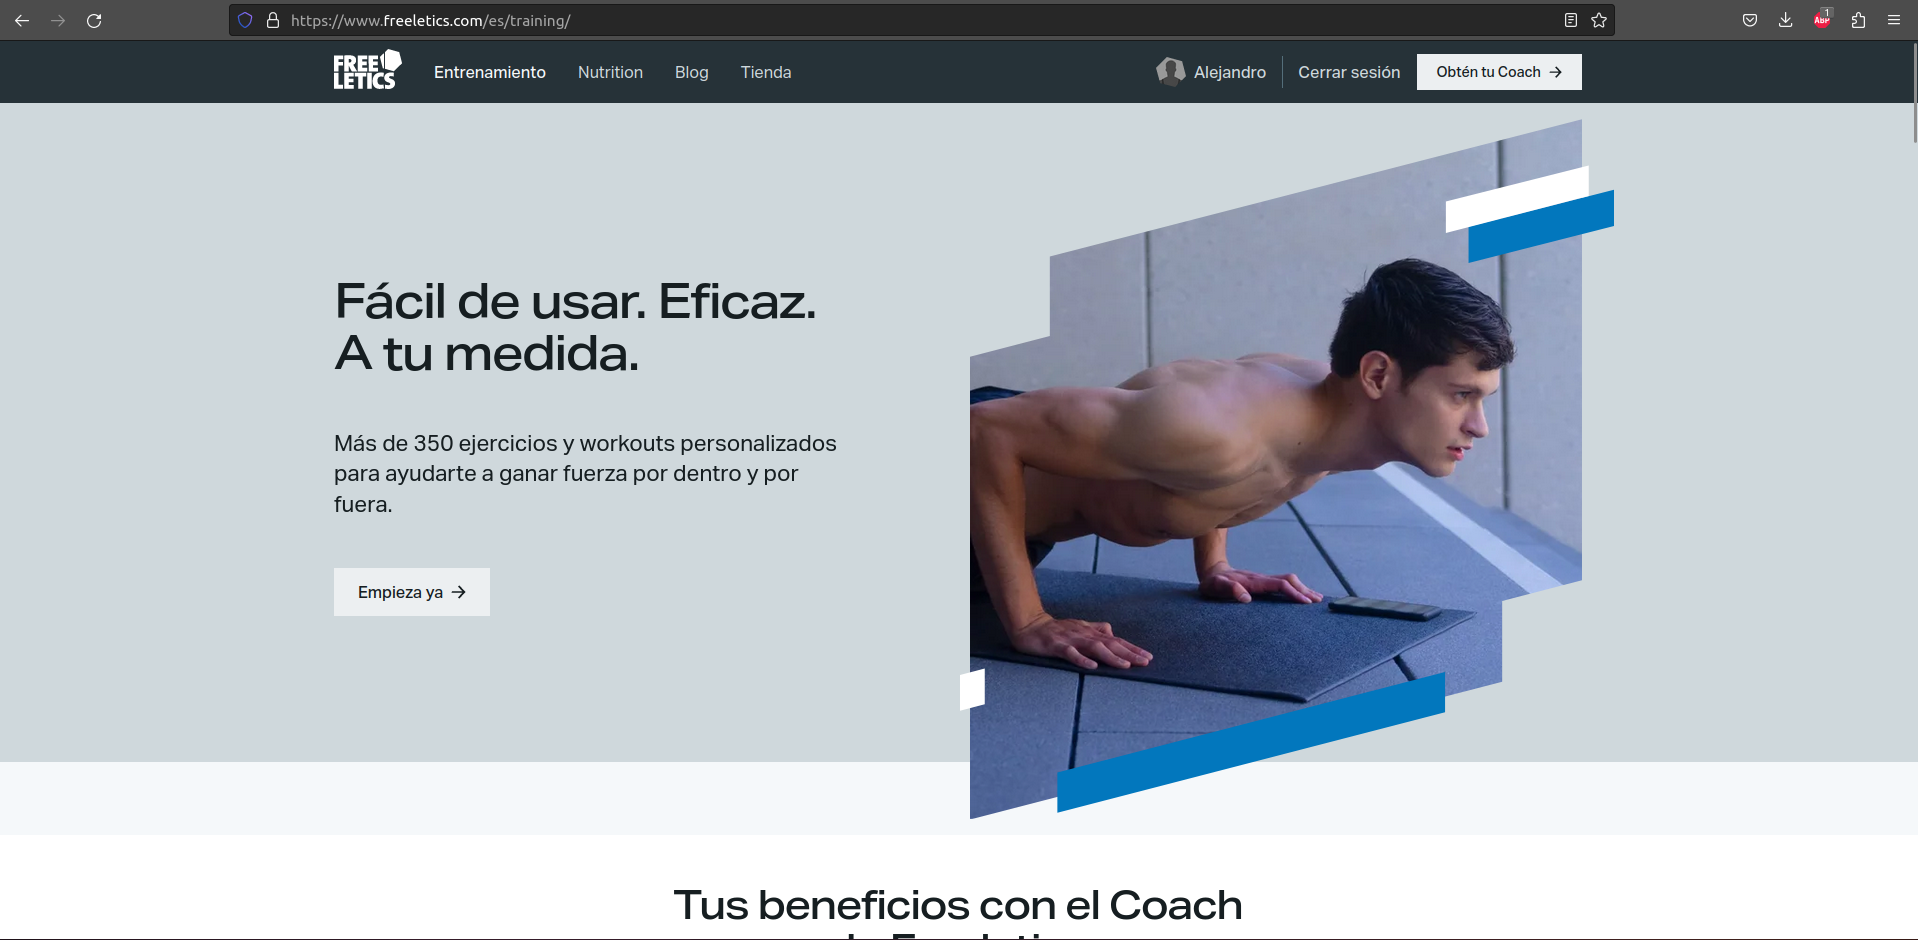 https://www.freeletics.com/es/training/
ABP
1
FREE
LETICS
Entrenamiento
Nutrition
Blog
Tienda
Alejandro
Cerrar sesión
Obtén tu Coach →
Fácil de usar. Eficaz.
A tu medida.
Más de 350 ejercicios y workouts personalizados
para ayudarte a ganar fuerza por dentro y por
fuera.
Empieza ya →
Tus beneficios con el Coach